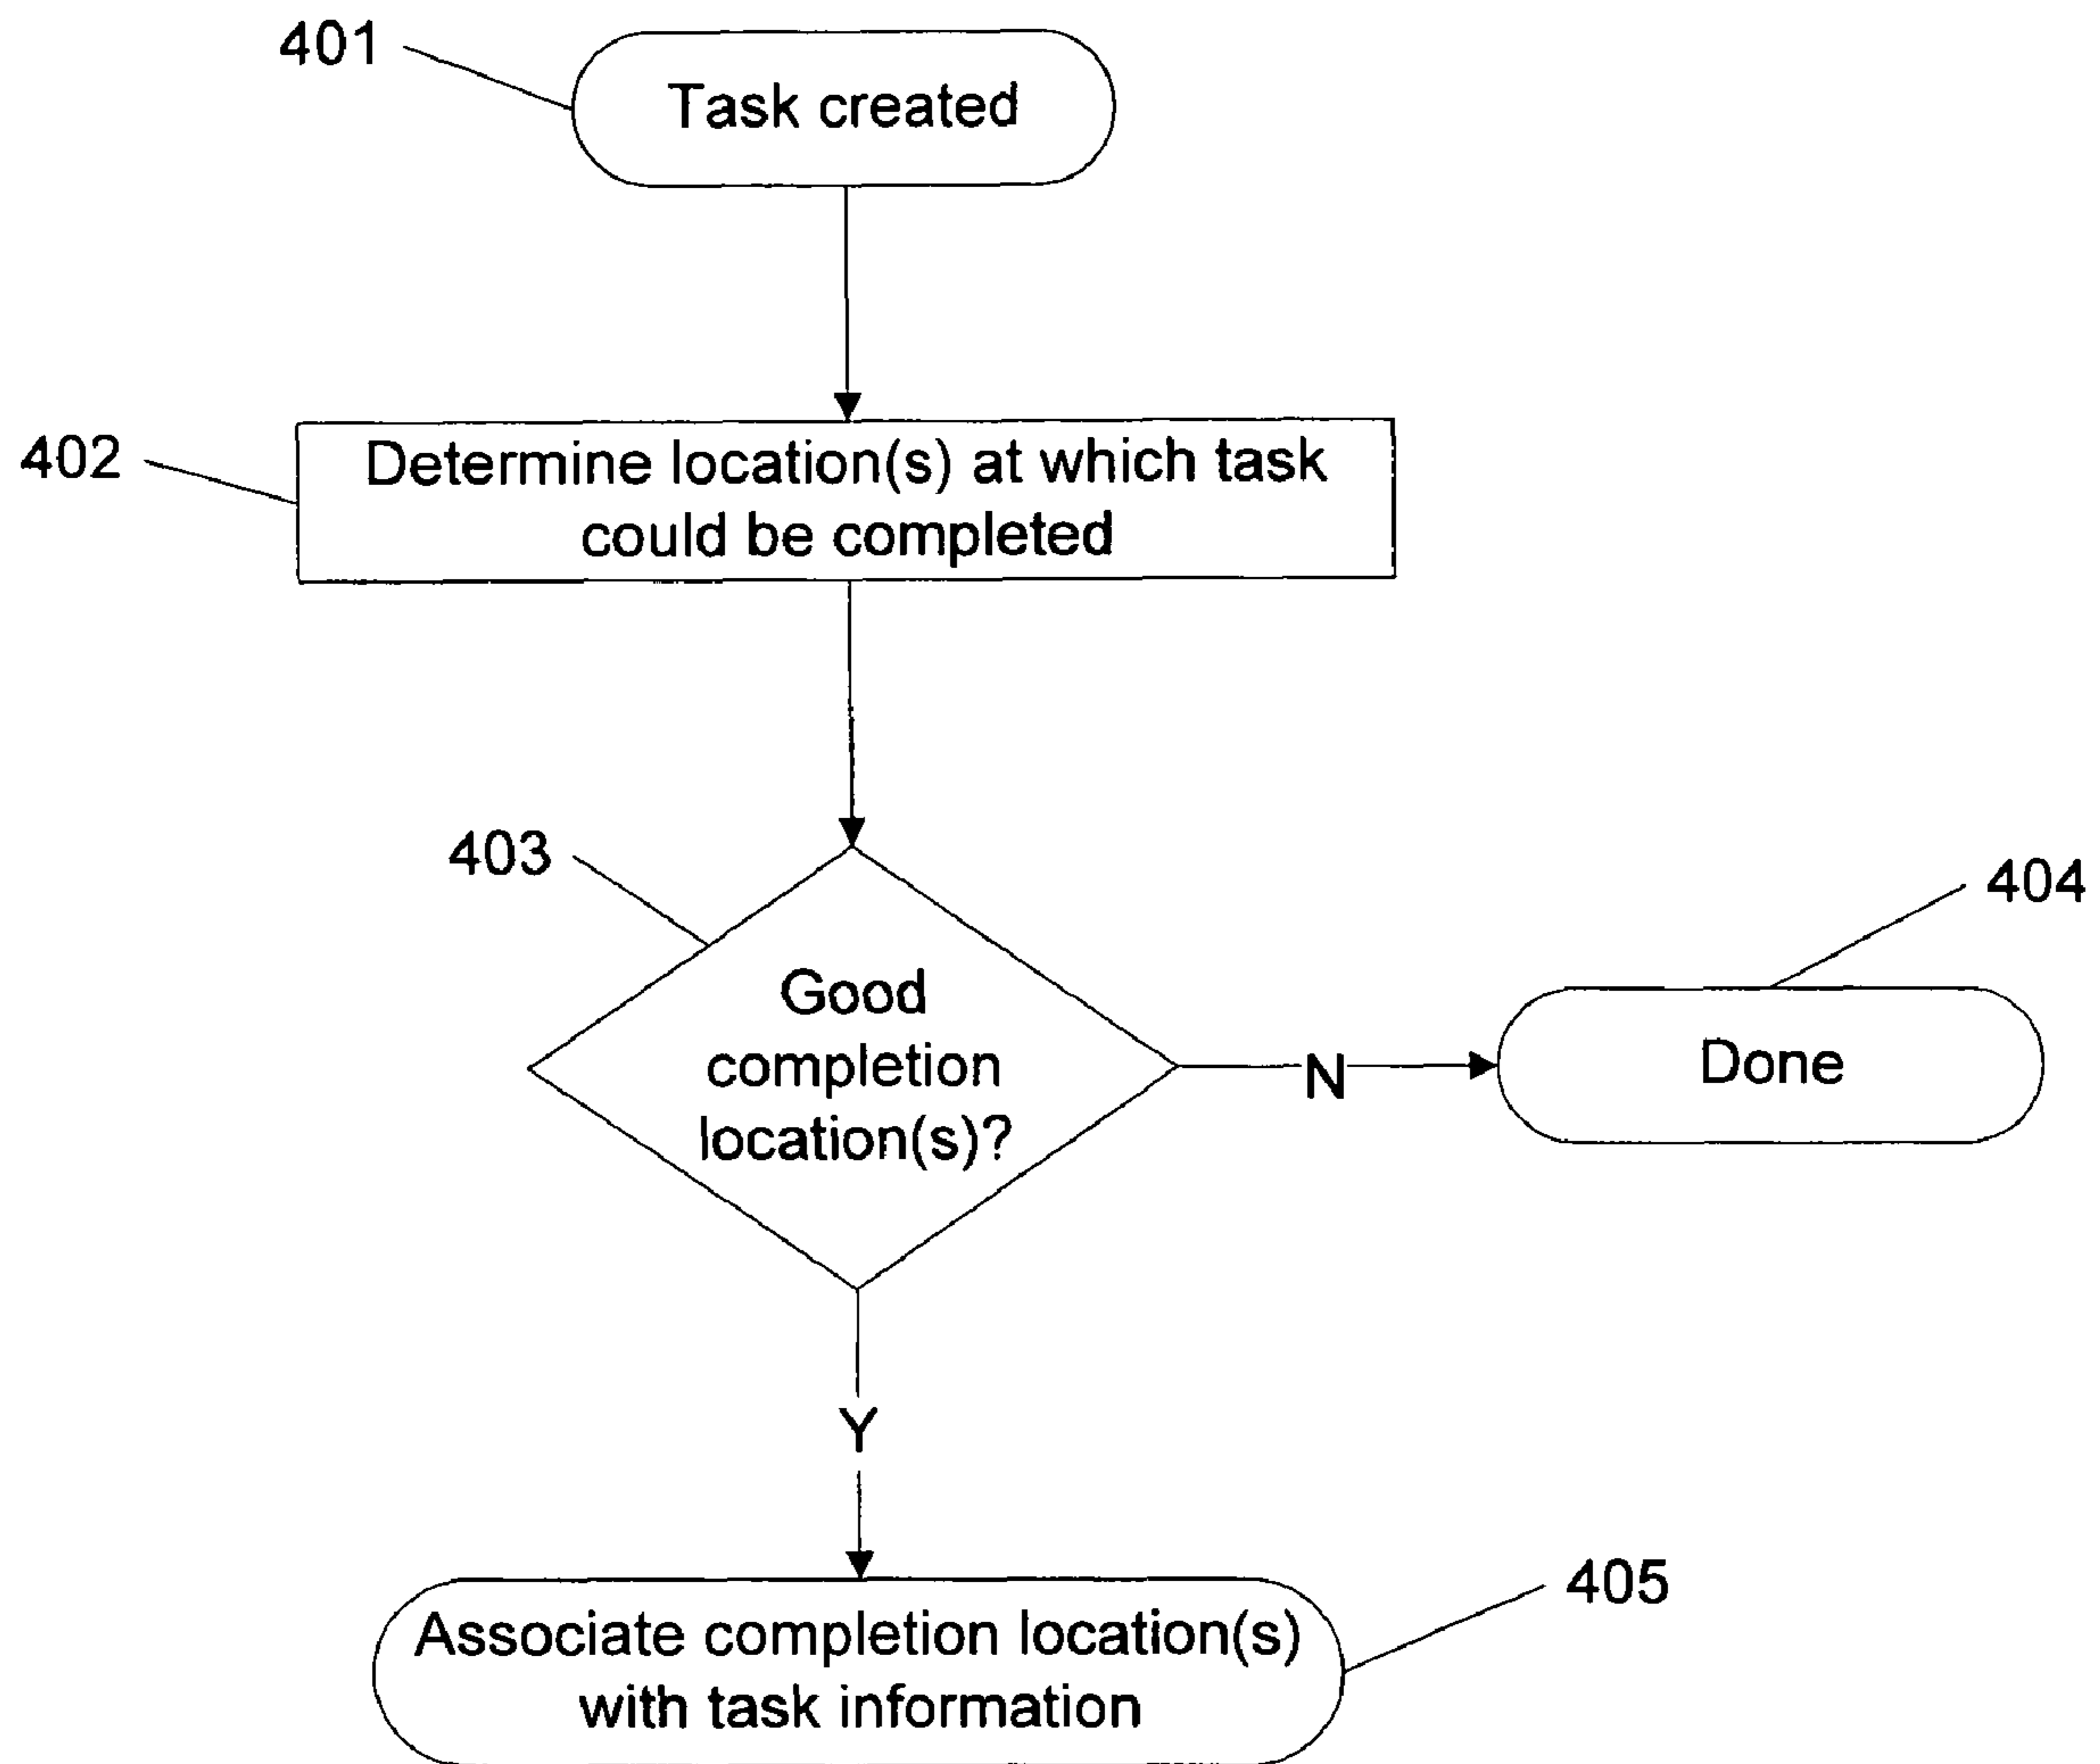 401
Task created
402
Determine location(s) at which task
could be completed
403
404
Good
completion
location(s)?
N
Done
Y
405
Associate completion location(s)
with task information